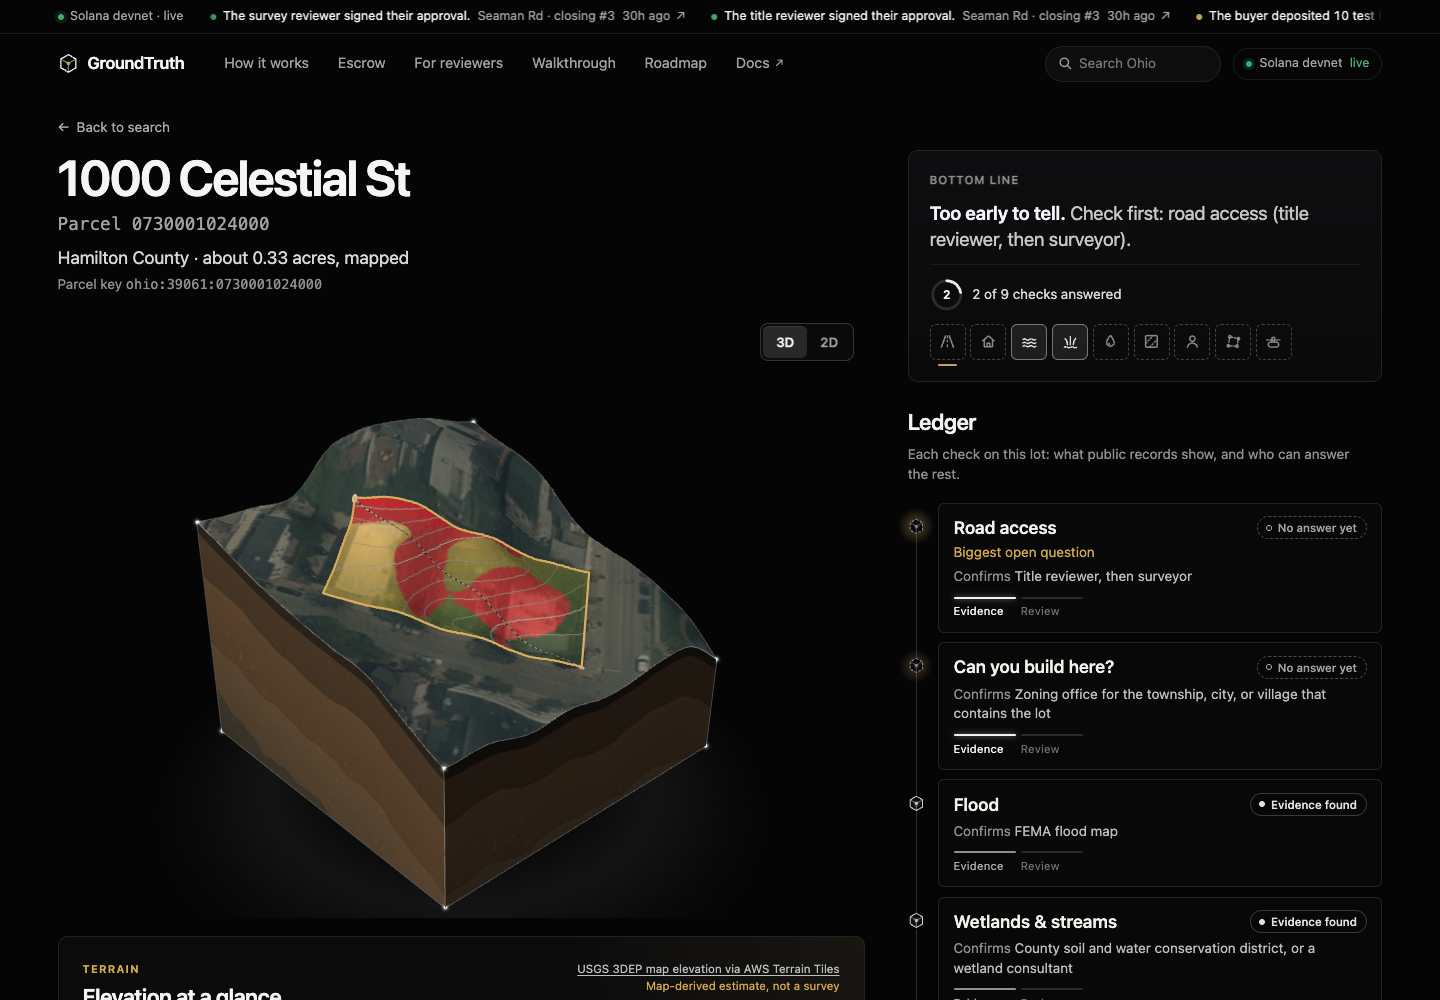 Solana devnet · live
The survey reviewer signed their approval. Seaman Rd · closing #3 30h ago ↗
The title reviewer signed their approval. Seaman Rd · closing #3 30h ago ↗
The buyer deposited 10 test
GroundTruth
How it works
Escrow
For reviewers
Walkthrough
Roadmap
Docs ↗
Search Ohio
Solana devnet live
← Back to search
1000 Celestial St
Parcel 0730001024000
Hamilton County · about 0.33 acres, mapped
Parcel key ohio:39061:0730001024000
3D 2D
TERRAIN
Elevation at a glance
USGS 3DEP map elevation via AWS Terrain Tiles
Map-derived estimate, not a survey
BOTTOM LINE
Too early to tell. Check first: road access (title
reviewer, then surveyor).
2
2 of 9 checks answered
Ledger
Each check on this lot: what public records show, and who can answer
the rest.
Road access
No answer yet
Biggest open question
Confirms Title reviewer, then surveyor
Evidence Review
Can you build here?
No answer yet
Confirms Zoning office for the township, city, or village that
contains the lot
Evidence Review
Flood
Evidence found
Confirms FEMA flood map
Evidence Review
Wetlands & streams
Evidence found
Confirms County soil and water conservation district, or a
wetland consultant